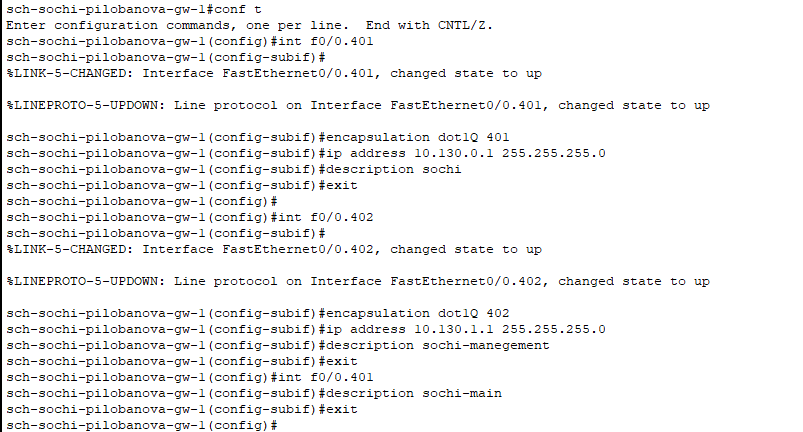 sch-sochi-pilobanova-gw-1#conf t
Enter configuration commands, one per line.  End with CNTL/Z.
sch-sochi-pilobanova-gw-1(config)#int f0/0.401
sch-sochi-pilobanova-gw-1(config-subif)#
%LINK-5-CHANGED: Interface FastEthernet0/0.401, changed state to up
%LINEPROTO-5-UPDOWN: Line protocol on Interface FastEthernet0/0.401, changed state to up
sch-sochi-pilobanova-gw-1(config-subif)#encapsulation dot1Q 401
sch-sochi-pilobanova-gw-1(config-subif)#ip address 10.130.0.1 255.255.255.0
sch-sochi-pilobanova-gw-1(config-subif)#description sochi
sch-sochi-pilobanova-gw-1(config-subif)#exit
sch-sochi-pilobanova-gw-1(config)#
sch-sochi-pilobanova-gw-1(config)#int f0/0.402
sch-sochi-pilobanova-gw-1(config-subif)#
%LINK-5-CHANGED: Interface FastEthernet0/0.402, changed state to up
%LINEPROTO-5-UPDOWN: Line protocol on Interface FastEthernet0/0.402, changed state to up
sch-sochi-pilobanova-gw-1(config-subif)#encapsulation dot1Q 402
sch-sochi-pilobanova-gw-1(config-subif)#ip address 10.130.1.1 255.255.255.0
sch-sochi-pilobanova-gw-1(config-subif)#description sochi-manegement
sch-sochi-pilobanova-gw-1(config-subif)#exit
sch-sochi-pilobanova-gw-1(config)#int f0/0.401
sch-sochi-pilobanova-gw-1(config-subif)#description sochi-main
sch-sochi-pilobanova-gw-1(config-subif)#exit
sch-sochi-pilobanova-gw-1(config)#